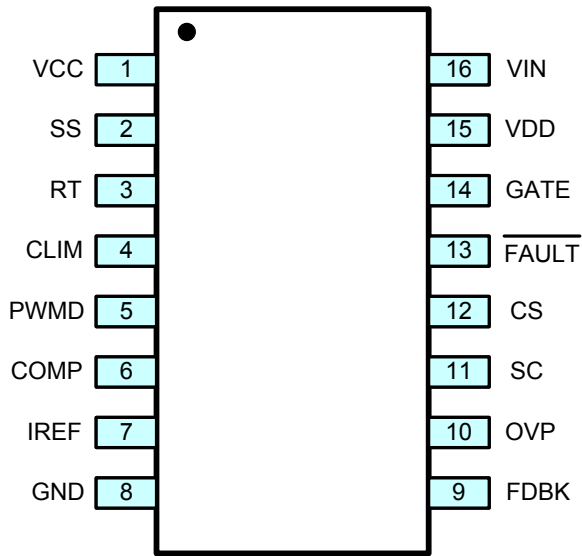 VCC 1 16 VIN
SS 2 15 VDD
RT 3 14 GATE
CLIM 4 13 FAULT
PWMD 5 12 CS
COMP 6 11 SC
IREF 7 10 OVP
GND 8 9 FDBK